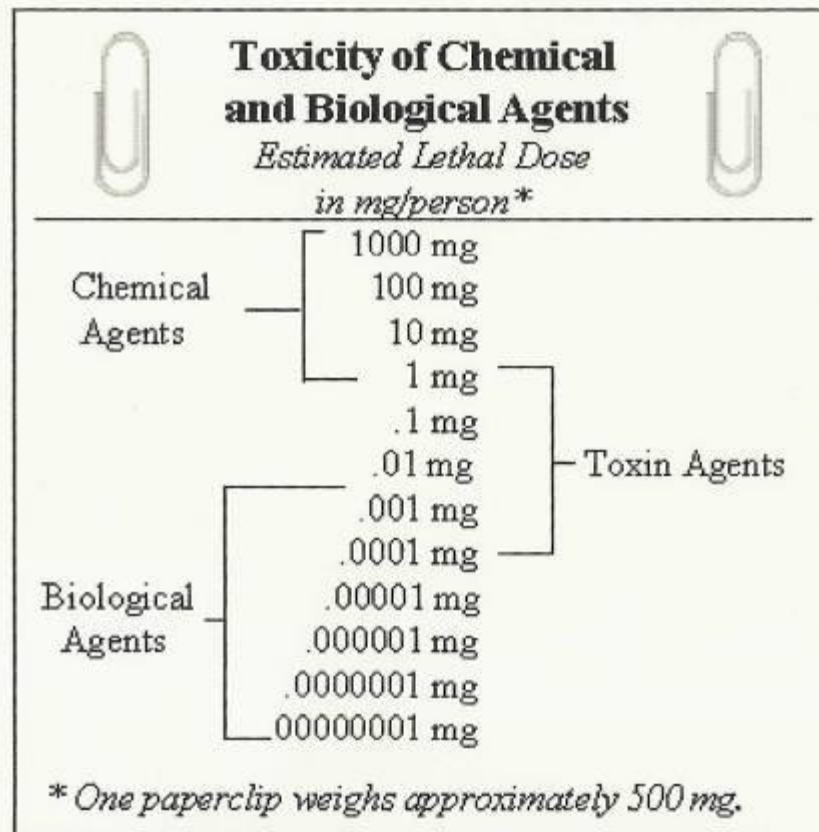 Toxicity of Chemical
and Biological Agents
Estimated Lethal Dose
in mg/person*
1000 mg
Chemical
Agents
100 mg
10 mg
1 mg
.1 mg
.01 mg
Toxin Agents
.001 mg
.0001 mg
Biological
Agents
.00001 mg
.000001 mg
.0000001 mg
00000001 mg
* One paperclip weighs approximately 500 mg.